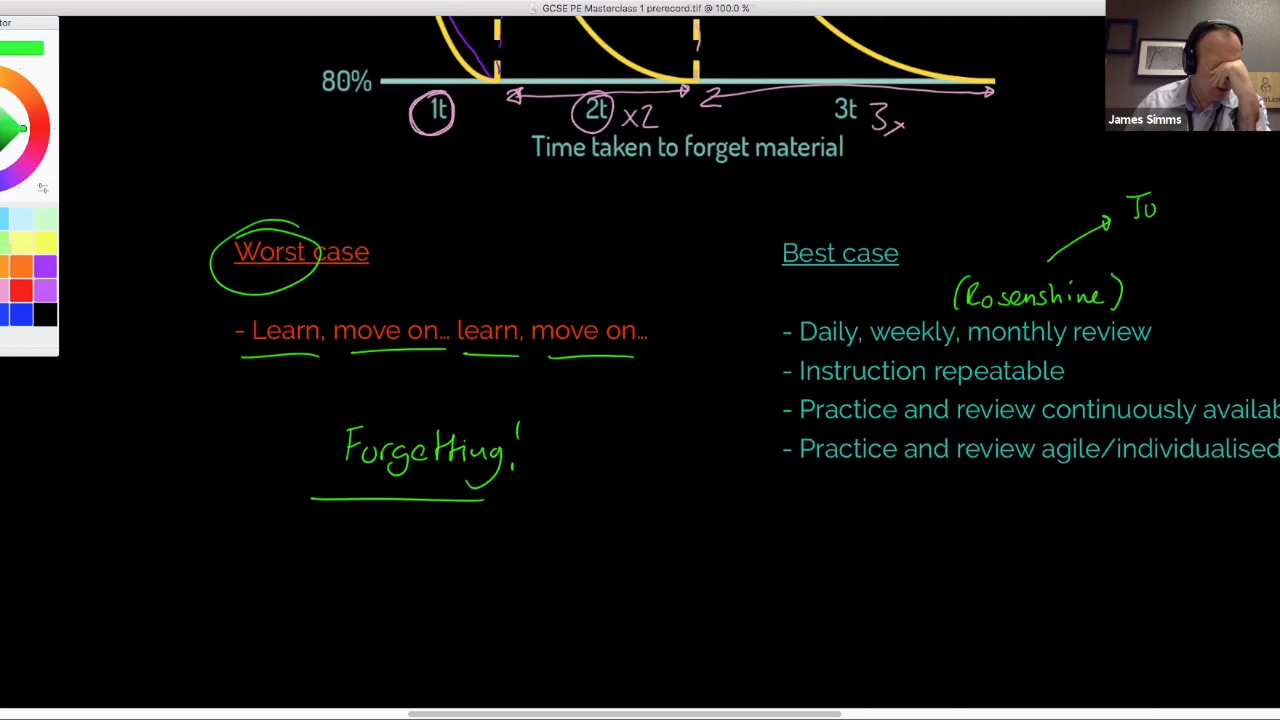 GCSE PE Masterclass 1 prerecord.tif @ 100.0 %
tor
80%
1t 2t x2 3t 3x
Time taken to forget material
James Simms
To
Worst case
Best case
(Rosenshine)
- Learn, move on... learn, move on...
- Daily, weekly, monthly review
- Instruction repeatable
- Practice and review continuously availab
- Practice and review agile/individualised
Forgetting!